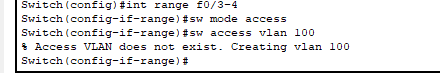 Switch(config)#int range f0/3-4
Switch(config-if-range)#sw mode access
Switch(config-if-range)#sw access vlan 100
% Access VLAN does not exist. Creating vlan 100
Switch(config-if-range)#